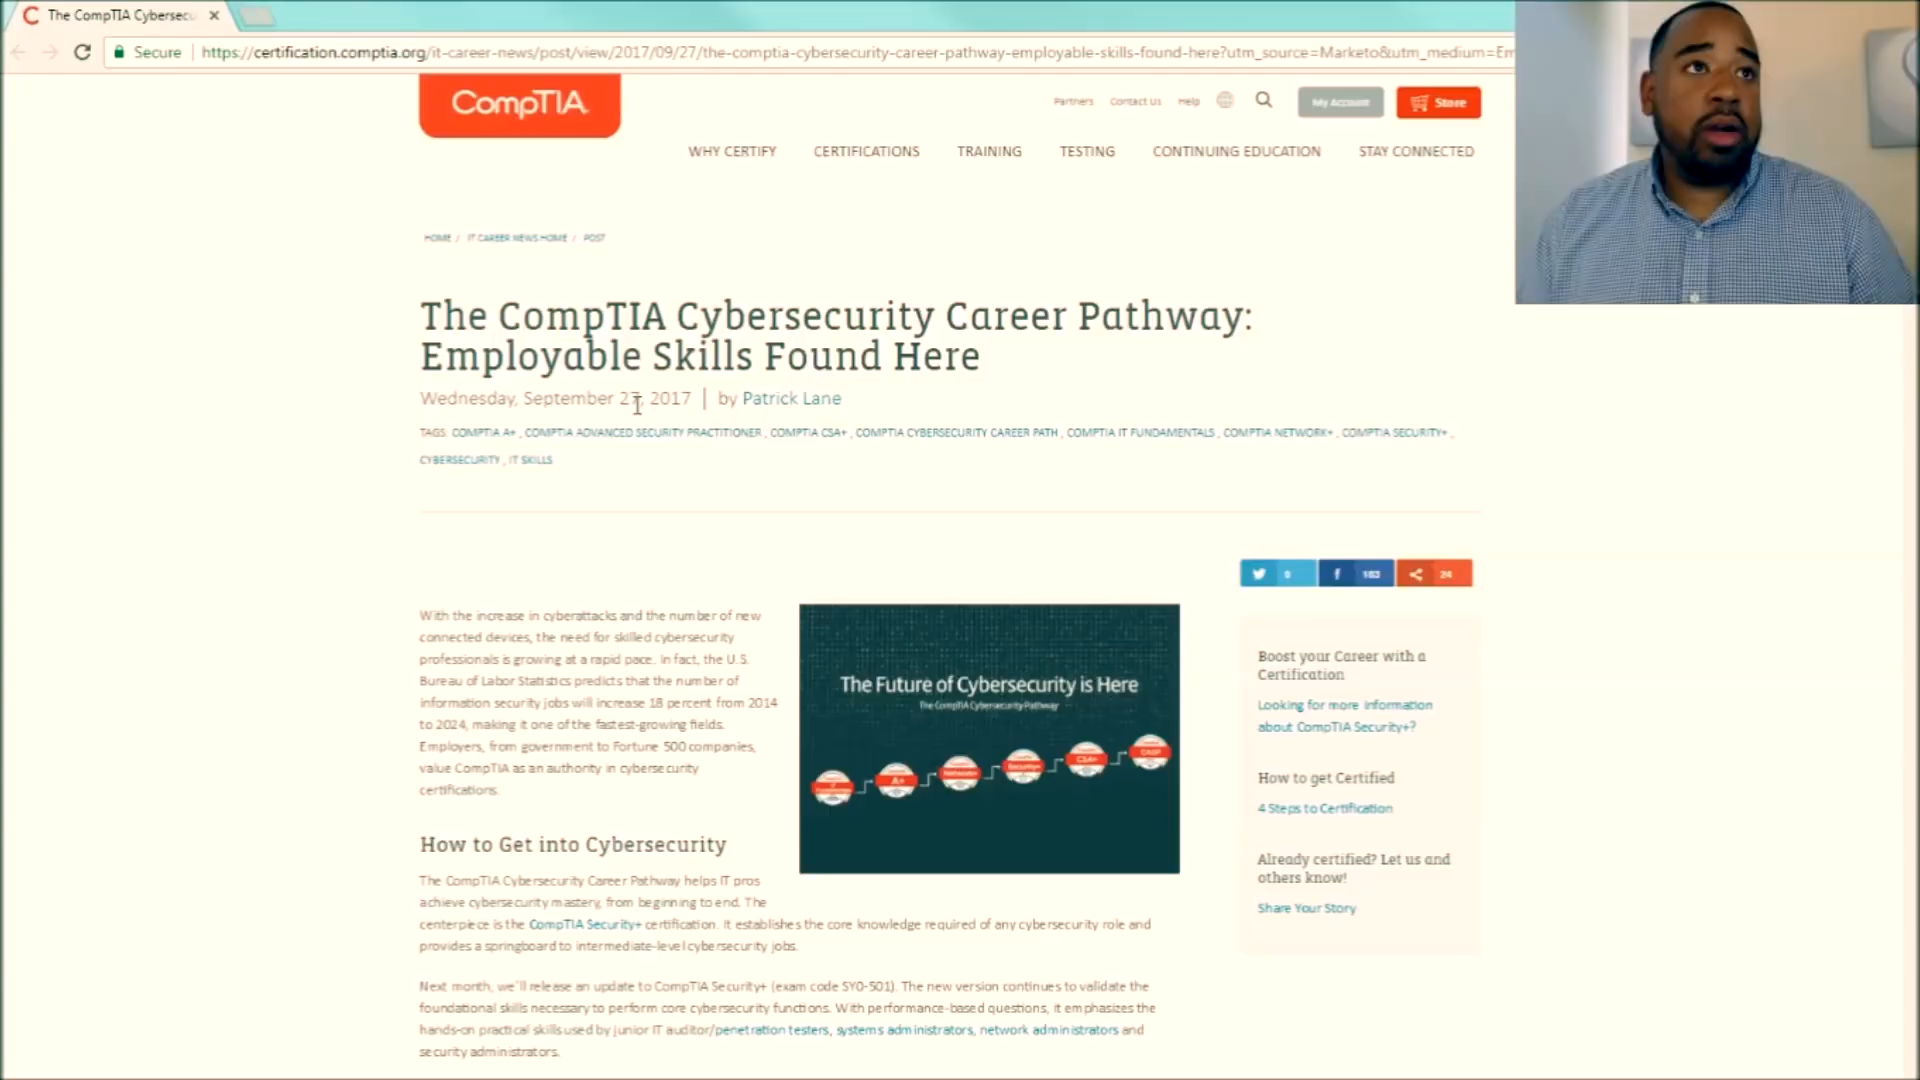 The CompTIA Cybersecu
Secure https://certification.comptia.org/it-career-news/post/view/2017/09/27/the-comptia-cybersecurity-career-pathway-employable-skills-found-here?utm_source=Marketo&utm_medium=Em
CompTIA
Partners Contact Us Help My Account Store
WHY CERTIFY CERTIFICATIONS TRAINING TESTING CONTINUING EDUCATION STAY CONNECTED
HOME / IT CAREER NEWS HOME / POST
The CompTIA Cybersecurity Career Pathway:
Employable Skills Found Here
Wednesday, September 27, 2017 | by Patrick Lane
TAGS: COMPTIA A+ , COMPTIA ADVANCED SECURITY PRACTITIONER , COMPTIA CSA+ , COMPTIA CYBERSECURITY CAREER PATH , COMPTIA IT FUNDAMENTALS , COMPTIA NETWORK+ , COMPTIA SECURITY+ ,
CYBERSECURITY , IT SKILLS
0 183 24
With the increase in cyberattacks and the number of new
connected devices, the need for skilled cybersecurity
professionals is growing at a rapid pace. In fact, the U.S.
Bureau of Labor Statistics predicts that the number of
information security jobs will increase 18 percent from 2014
to 2024, making it one of the fastest-growing fields.
Employers, from government to Fortune 500 companies,
value CompTIA as an authority in cybersecurity
certifications.
The Future of Cybersecurity is Here
The CompTIA Cybersecurity Pathway
A+ Network+ Security+ CSA+ CASP
How to Get into Cybersecurity
The CompTIA Cybersecurity Career Pathway helps IT pros
achieve cybersecurity mastery, from beginning to end. The
centerpiece is the CompTIA Security+ certification. It establishes the core knowledge required of any cybersecurity role and
provides a springboard to intermediate-level cybersecurity jobs.
Next month, we'll release an update to CompTIA Security+ (exam code SY0-501). The new version continues to validate the
foundational skills necessary to perform core cybersecurity functions. With performance-based questions, it emphasizes the
hands-on practical skills used by junior IT auditor/penetration testers, systems administrators, network administrators and
security administrators.
Boost your Career with a
Certification
Looking for more information
about CompTIA Security+?
How to get Certified
4 Steps to Certification
Already certified? Let us and
others know!
Share Your Story